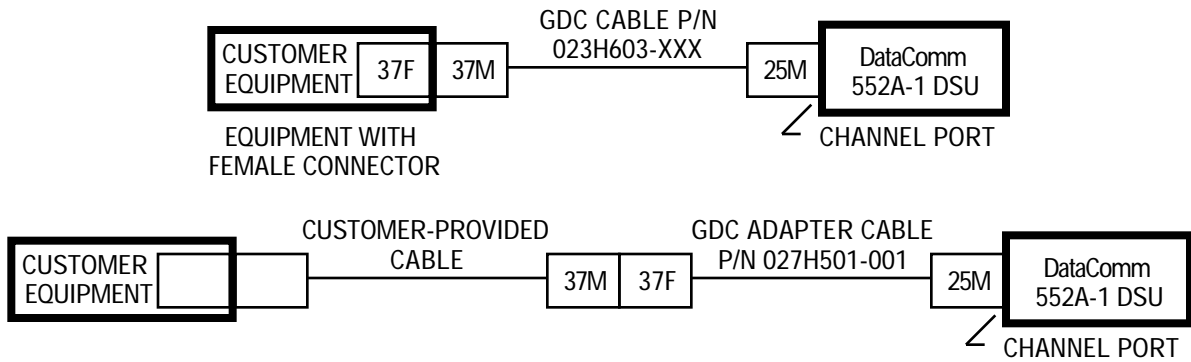 GDC CABLE P/N
023H603-XXX
CUSTOMER
EQUIPMENT
37F
37M
25M
DataComm
552A-1 DSU
EQUIPMENT WITH
FEMALE CONNECTOR
CHANNEL PORT
CUSTOMER-PROVIDED
CABLE
GDC ADAPTER CABLE
P/N 027H501-001
CUSTOMER
EQUIPMENT
37M
37F
25M
DataComm
552A-1 DSU
CHANNEL PORT